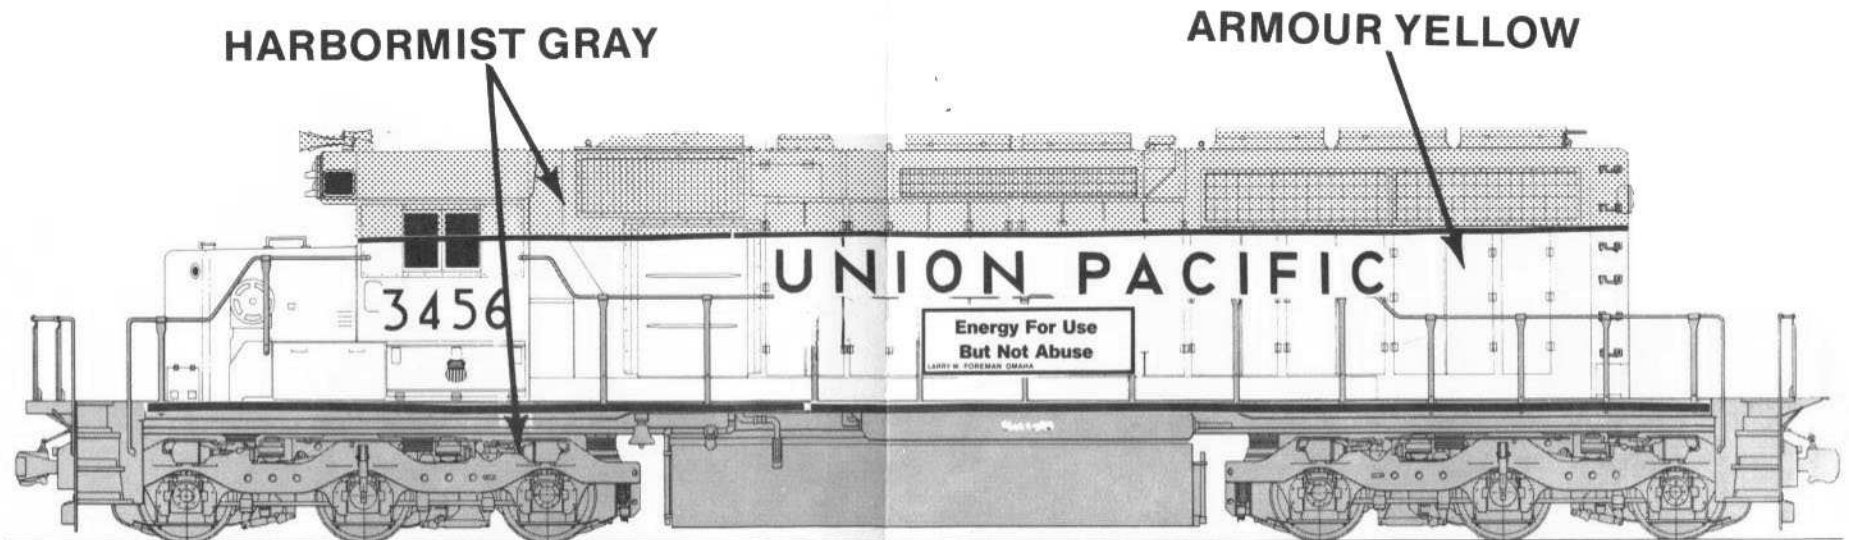 HARBORMIST GRAY
ARMOUR YELLOW
UNION PACIFIC
3456
Energy For Use
But Not Abuse
LARRY W. FOREMAN OMAHA